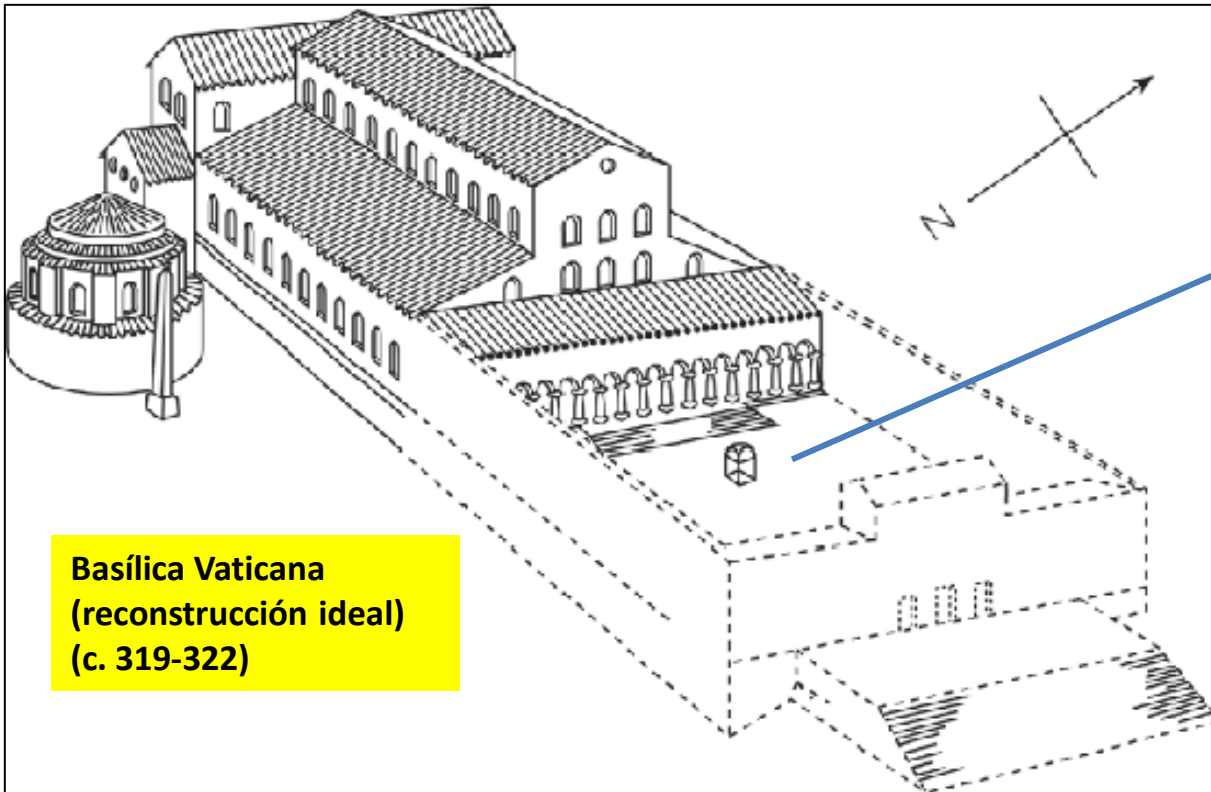 N
Basílica Vaticana
(reconstrucción ideal)
(c. 319-322)